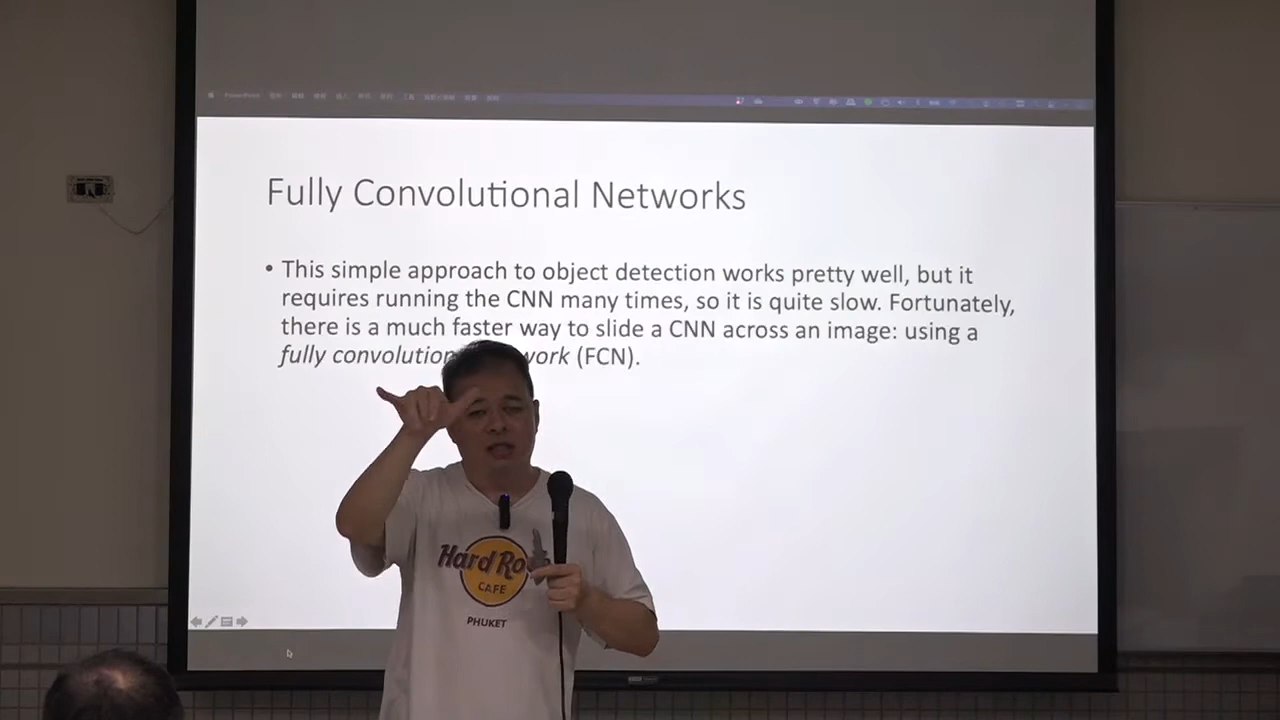 PowerPoint
Fully Convolutional Networks
• This simple approach to object detection works pretty well, but it
requires running the CNN many times, so it is quite slow. Fortunately,
there is a much faster way to slide a CNN across an image: using a
fully work (FCN).
Hard
CAFE
PHUKET